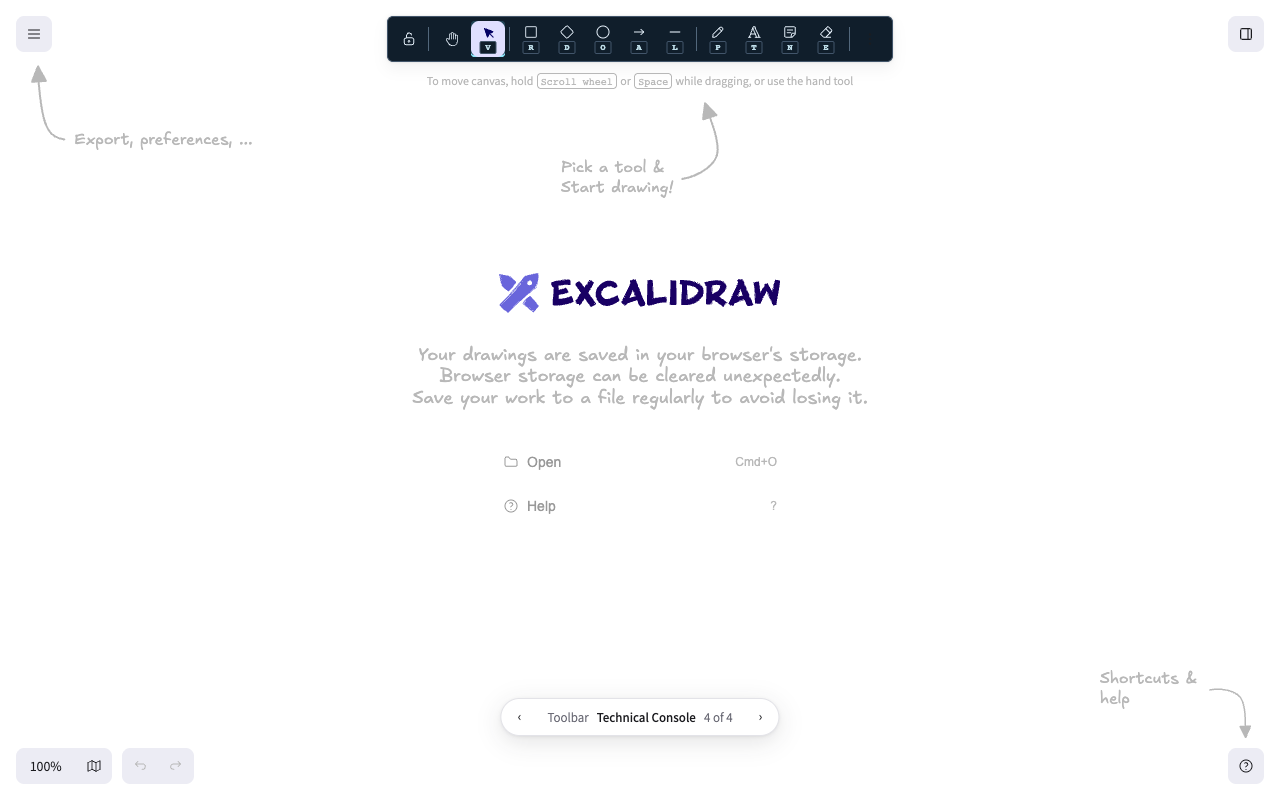 V R D O A L P T N E
To move canvas, hold Scroll wheel or Space while dragging, or use the hand tool
Export, preferences, ...
Pick a tool &
Start drawing!
EXCALIDRAW
Your drawings are saved in your browser's storage.
Browser storage can be cleared unexpectedly.
Save your work to a file regularly to avoid losing it.
Open Cmd+O
Help ?
Shortcuts &
help
‹ Toolbar Technical Console 4 of 4 ›
100%